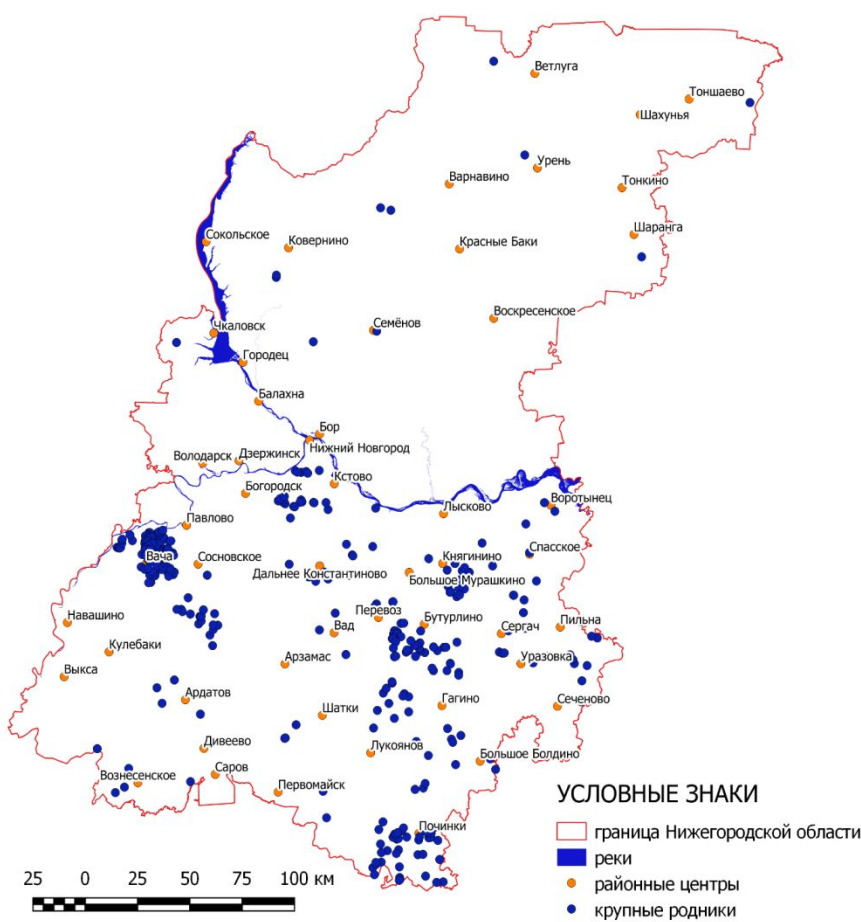 Ветлуга
Тоншаево
Шахунья
Урень
Варнавино
Тонкино
Шаранга
Сокольское
Ковернино
Красные Баки
Воскресенское
Чкаловск
Семёнов
Городец
Балахна
Бор
Нижний Новгород
Володарск
Дзержинск
Кстово
Богородск
Воротынец
Лысково
Павлово
Вача
Сосновское
Княгинино
Спасское
Дальнее Константиново
Большое Мурашкино
Навашино
Перевоз
Бутурлино
Вад
Сергач
Пильна
Кулебаки
Арзамас
Уразовка
Выкса
Ардатов
Шатки
Гагино
Сеченово
Дивеево
Лукоянов
Большое Болдино
Вознесенское
Саров
Первомайск
Починки
УСЛОВНЫЕ ЗНАКИ
граница Нижегородской области
реки
районные центры
крупные родники
25 0 25 50 75 100 км